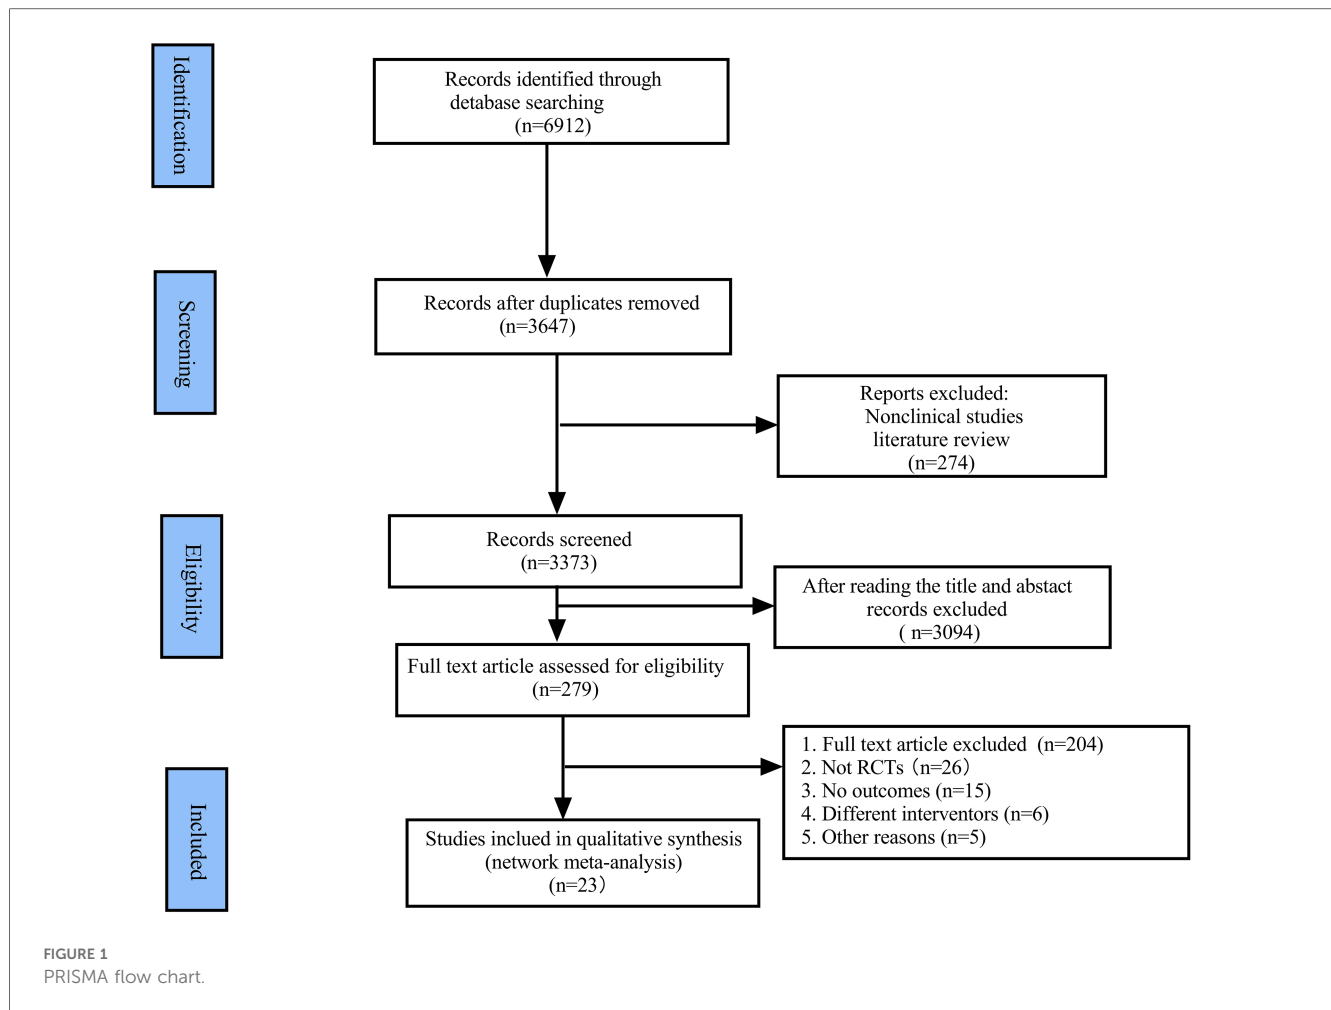 Identification
Records identified through
detabase searching
(n=6912)
Screening
Records after duplicates removed
(n=3647)
Reports excluded:
Nonclinical studies
literature review
(n=274)
Eligibility
Records screened
(n=3373)
After reading the title and abstact
records excluded
( n=3094)
Full text article assessed for eligibility
(n=279)
1. Full text article excluded (n=204)
2. Not RCTs（n=26）
3. No outcomes (n=15)
4. Different interventors (n=6)
5. Other reasons (n=5)
Included
Studies inclued in qualitative synthesis
(network meta-analysis)
(n=23）
FIGURE 1
PRISMA flow chart.